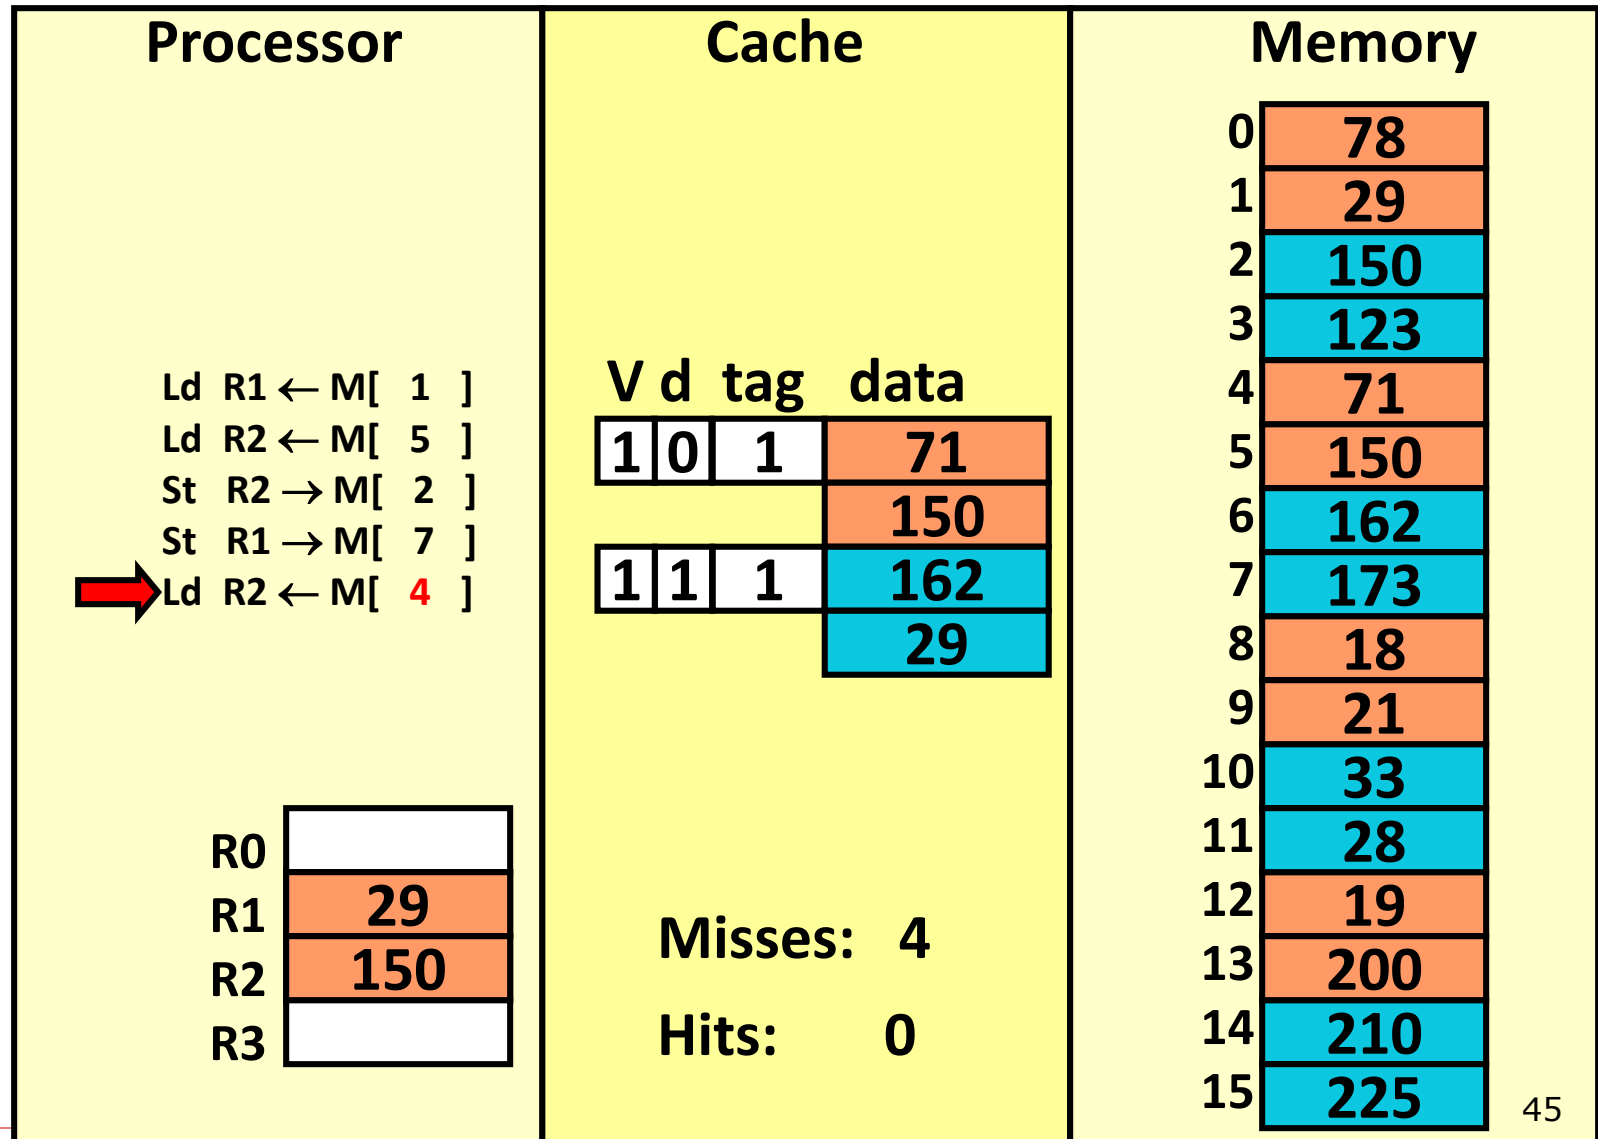 Processor
Ld R1 ← M[ 1 ]
Ld R2 ← M[ 5 ]
St R2 → M[ 2 ]
St R1 → M[ 7 ]
Ld R2 ← M[ 4 ]
R0
R1 29
R2 150
R3
Cache
V d tag data
1 0 1 71
150
1 1 1 162
29
Misses: 4
Hits: 0
Memory
0 78
1 29
2 150
3 123
4 71
5 150
6 162
7 173
8 18
9 21
10 33
11 28
12 19
13 200
14 210
15 225
45